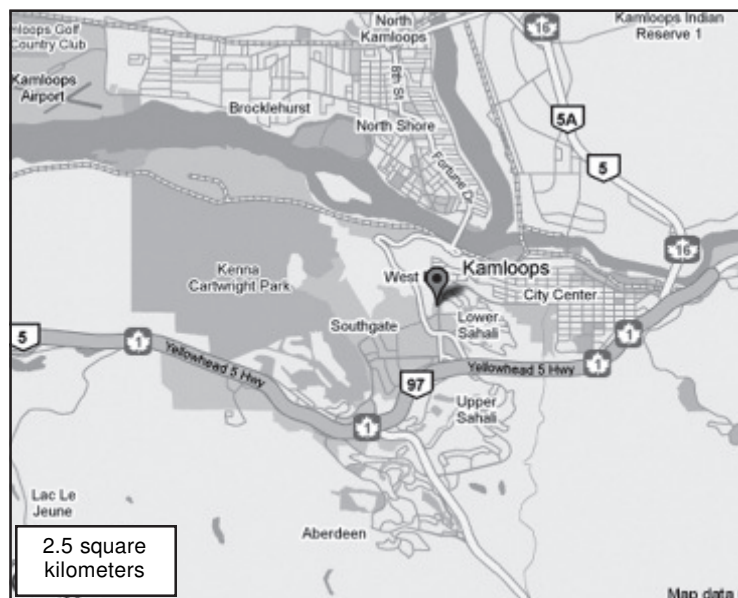 North
Kamloops
16
Kamloops Indian
Reserve 1
mloops Golf
Country Club
Kamloops
Airport
8th St
Brocklehurst
North Shore
5A
5
Fortune Dr
16
Kenna
Cartwright Park
West
Kamloops
City Center
Southgate
Lower
Sahali
5
1
Yellowhead 5 Hwy
97
Yellowhead 5 Hwy
1
1
Upper
Sahali
1
Lac Le
Jeune
Aberdeen
2.5 square
kilometers
Map data